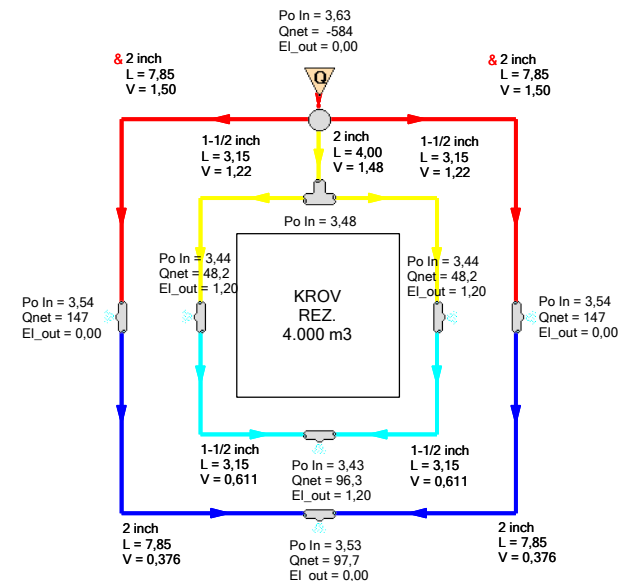 Po In = 3,63
Qnet = -584
El_out = 0,00
& 2 inch
L = 7,85
V = 1,50
& 2 inch
L = 7,85
V = 1,50
Q
1-1/2 inch
L = 3,15
V = 1,22
2 inch
L = 4,00
V = 1,48
1-1/2 inch
L = 3,15
V = 1,22
Po In = 3,48
Po In = 3,44
Qnet = 48,2
El_out = 1,20
Po In = 3,44
Qnet = 48,2
El_out = 1,20
KROV
REZ.
4.000 m3
Po In = 3,54
Qnet = 147
El_out = 0,00
Po In = 3,54
Qnet = 147
El_out = 0,00
1-1/2 inch
L = 3,15
V = 0,611
Po In = 3,43
Qnet = 96,3
El_out = 1,20
1-1/2 inch
L = 3,15
V = 0,611
2 inch
L = 7,85
V = 0,376
Po In = 3,53
Qnet = 97,7
El_out = 0,00
2 inch
L = 7,85
V = 0,376